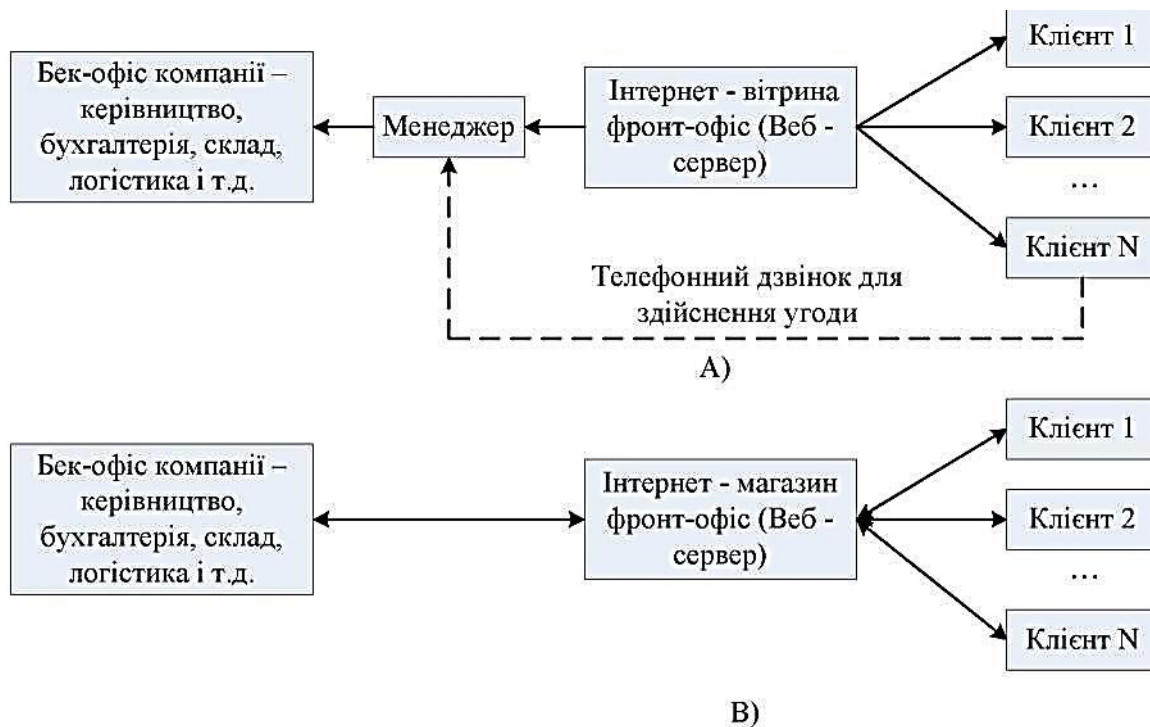 Бек-офіс компанії –
керівництво,
бухгалтерія, склад,
логістика і т.д.
Менеджер
Інтернет - вітрина
фронт-офіс (Веб -
сервер)
Клієнт 1
Клієнт 2
...
Клієнт N
Телефонний дзвінок для
здійснення угоди
А)
Бек-офіс компанії –
керівництво,
бухгалтерія, склад,
логістика і т.д.
Інтернет - магазин
фронт-офіс (Веб -
сервер)
Клієнт 1
Клієнт 2
...
Клієнт N
В)